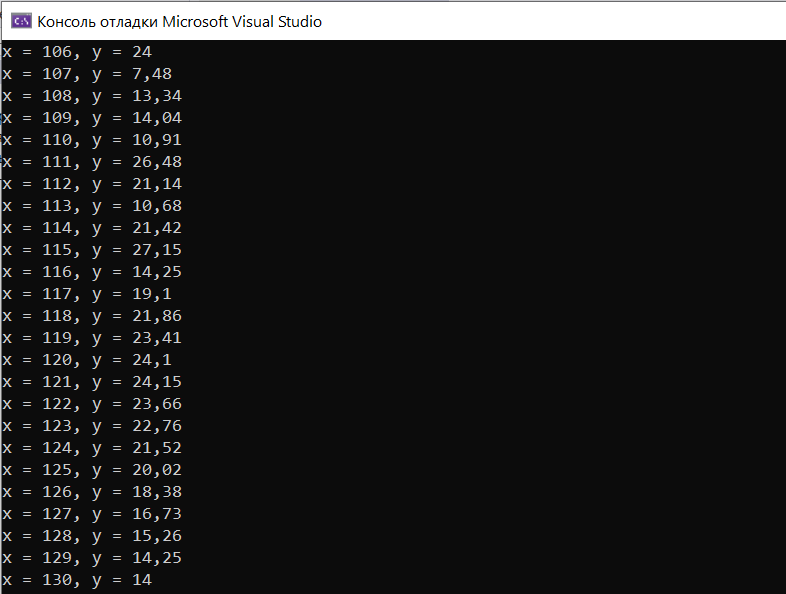 Консоль отладки Microsoft Visual Studio
x = 106, y = 24
x = 107, y = 7,48
x = 108, y = 13,34
x = 109, y = 14,04
x = 110, y = 10,91
x = 111, y = 26,48
x = 112, y = 21,14
x = 113, y = 10,68
x = 114, y = 21,42
x = 115, y = 27,15
x = 116, y = 14,25
x = 117, y = 19,1
x = 118, y = 21,86
x = 119, y = 23,41
x = 120, y = 24,1
x = 121, y = 24,15
x = 122, y = 23,66
x = 123, y = 22,76
x = 124, y = 21,52
x = 125, y = 20,02
x = 126, y = 18,38
x = 127, y = 16,73
x = 128, y = 15,26
x = 129, y = 14,25
x = 130, y = 14